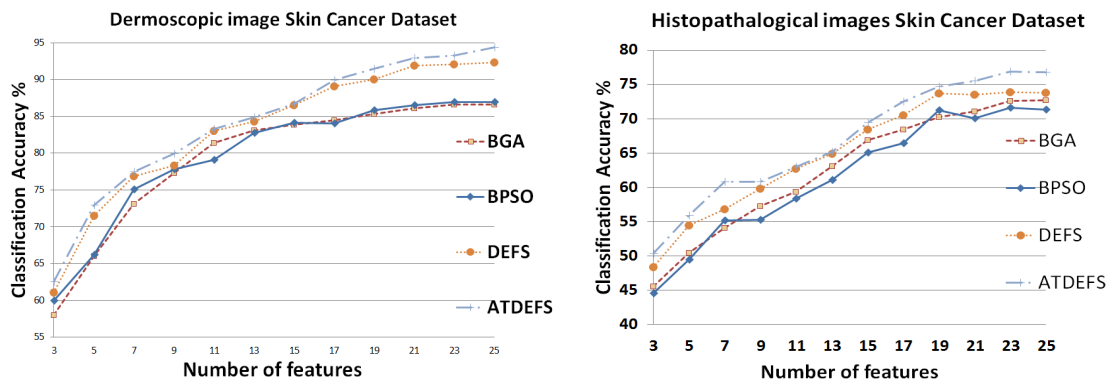 Dermoscopic image Skin Cancer Dataset
Classification Accuracy %
95
90
85
80
75
70
65
60
55
3 5 7 9 11 13 15 17 19 21 23 25
Number of features
BGA
BPSO
DEFS
ATDEFS
Histopathalogical images Skin Cancer Dataset
Classification Accuracy %
80
75
70
65
60
55
50
45
40
3 5 7 9 11 13 15 17 19 21 23 25
Number of features
BGA
BPSO
DEFS
ATDEFS